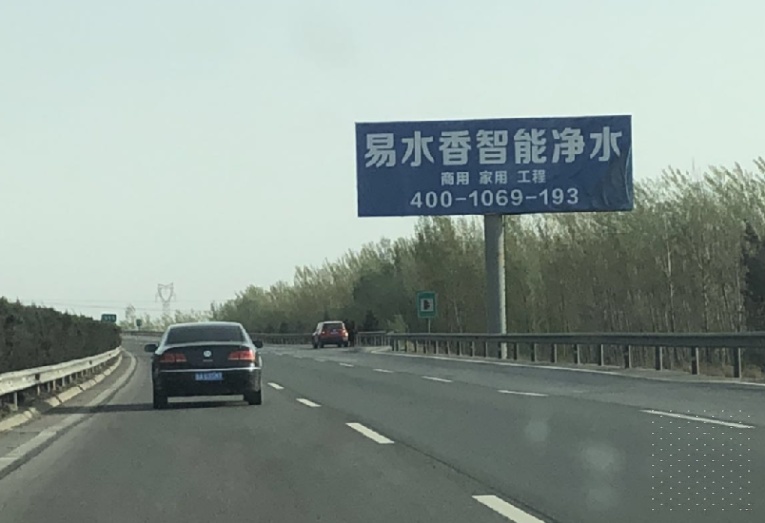 易水香智能净水
商用 家用 工程
400-1069-193